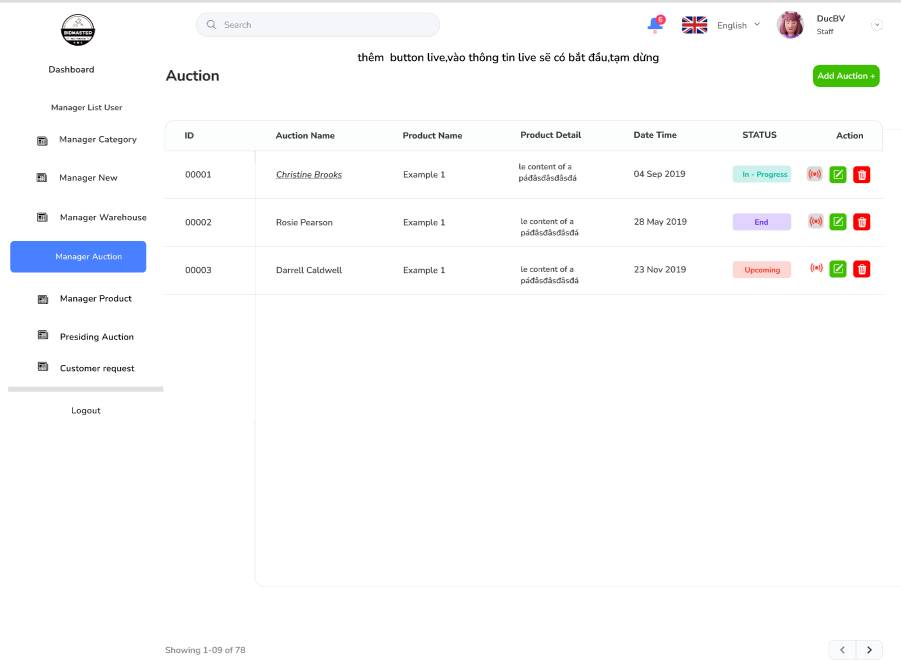 BIDMASTER
Search
6
English
DucBV
Staff
thêm button live,vào thông tin live sẽ có bắt đầu,tạm dừng
Dashboard
Auction
Add Auction +
Manager List User
Manager Category
Manager New
Manager Warehouse
Manager Auction
Manager Product
Presiding Auction
Customer request
Logout
ID Auction Name Product Name Product Detail Date Time STATUS Action
00001 Christine Brooks Example 1 le content of a 04 Sep 2019 In - Progress
pádâsđâsđâsđá
00002 Rosie Pearson Example 1 le content of a 28 May 2019 End
pádâsđâsđâsđá
00003 Darrell Caldwell Example 1 le content of a 23 Nov 2019 Upcoming
pádâsđâsđâsđá
Showing 1-09 of 78